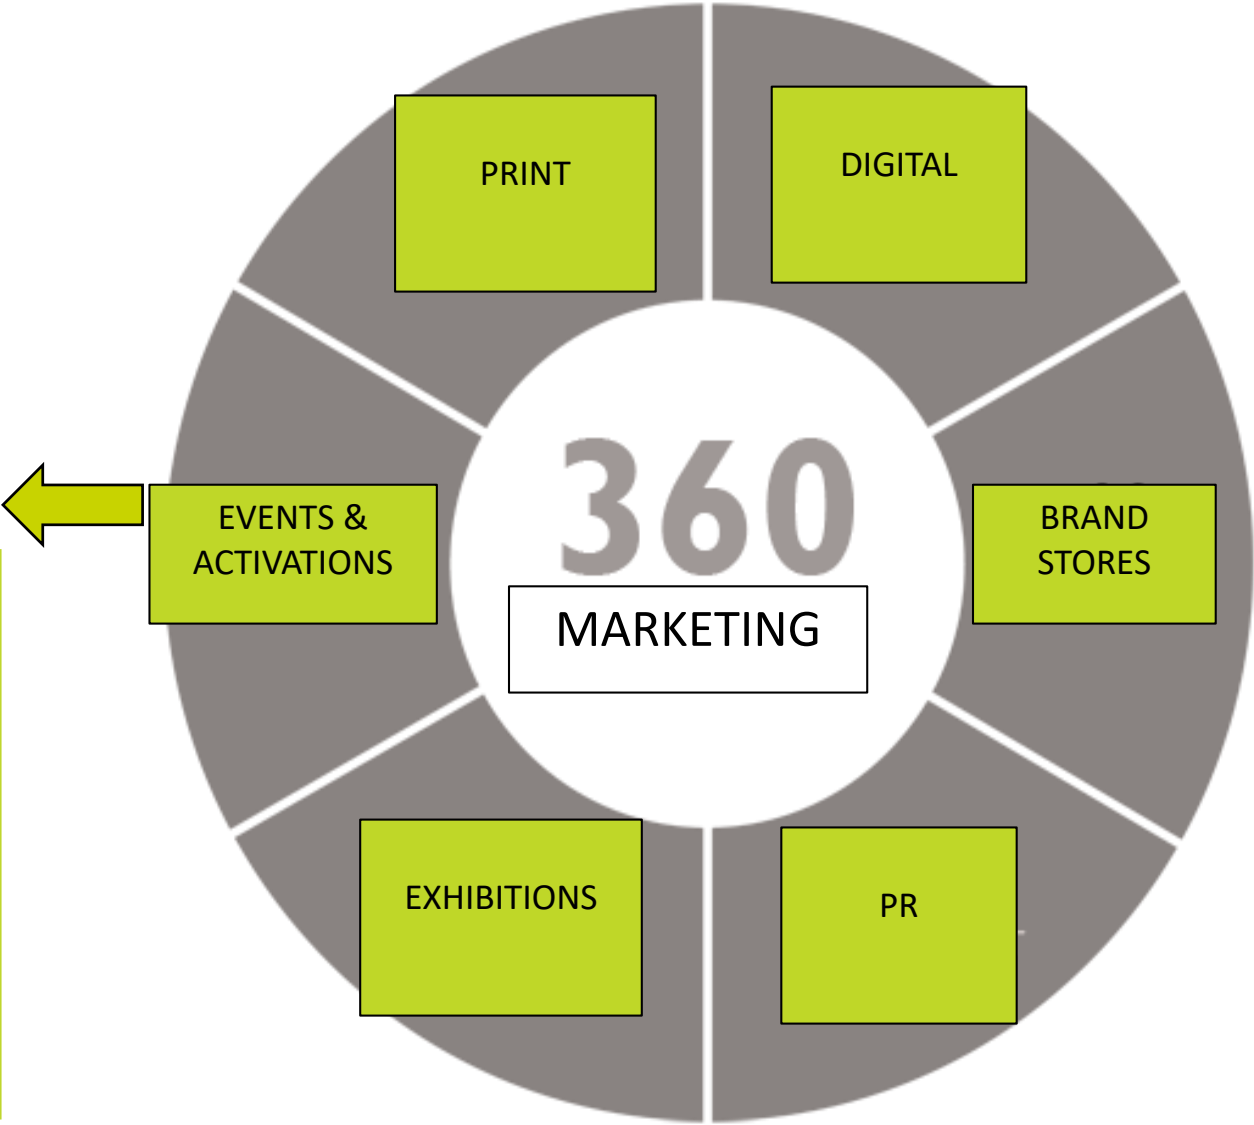 PRINT
DIGITAL
360
MARKETING
EVENTS &
ACTIVATIONS
BRAND
STORES
EXHIBITIONS
PR